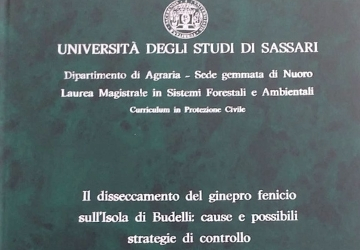 UNIVERSITÀ DEGLI STUDI DI SASSARI
Dipartimento di Agraria - Sede gemmata di Nuoro
Laurea Magistrale in Sistemi Forestali e Ambientali
Curriculum in Protezione Civile
Il disseccamento del ginepro fenicio
sull'Isola di Budelli: cause e possibili
strategie di controllo